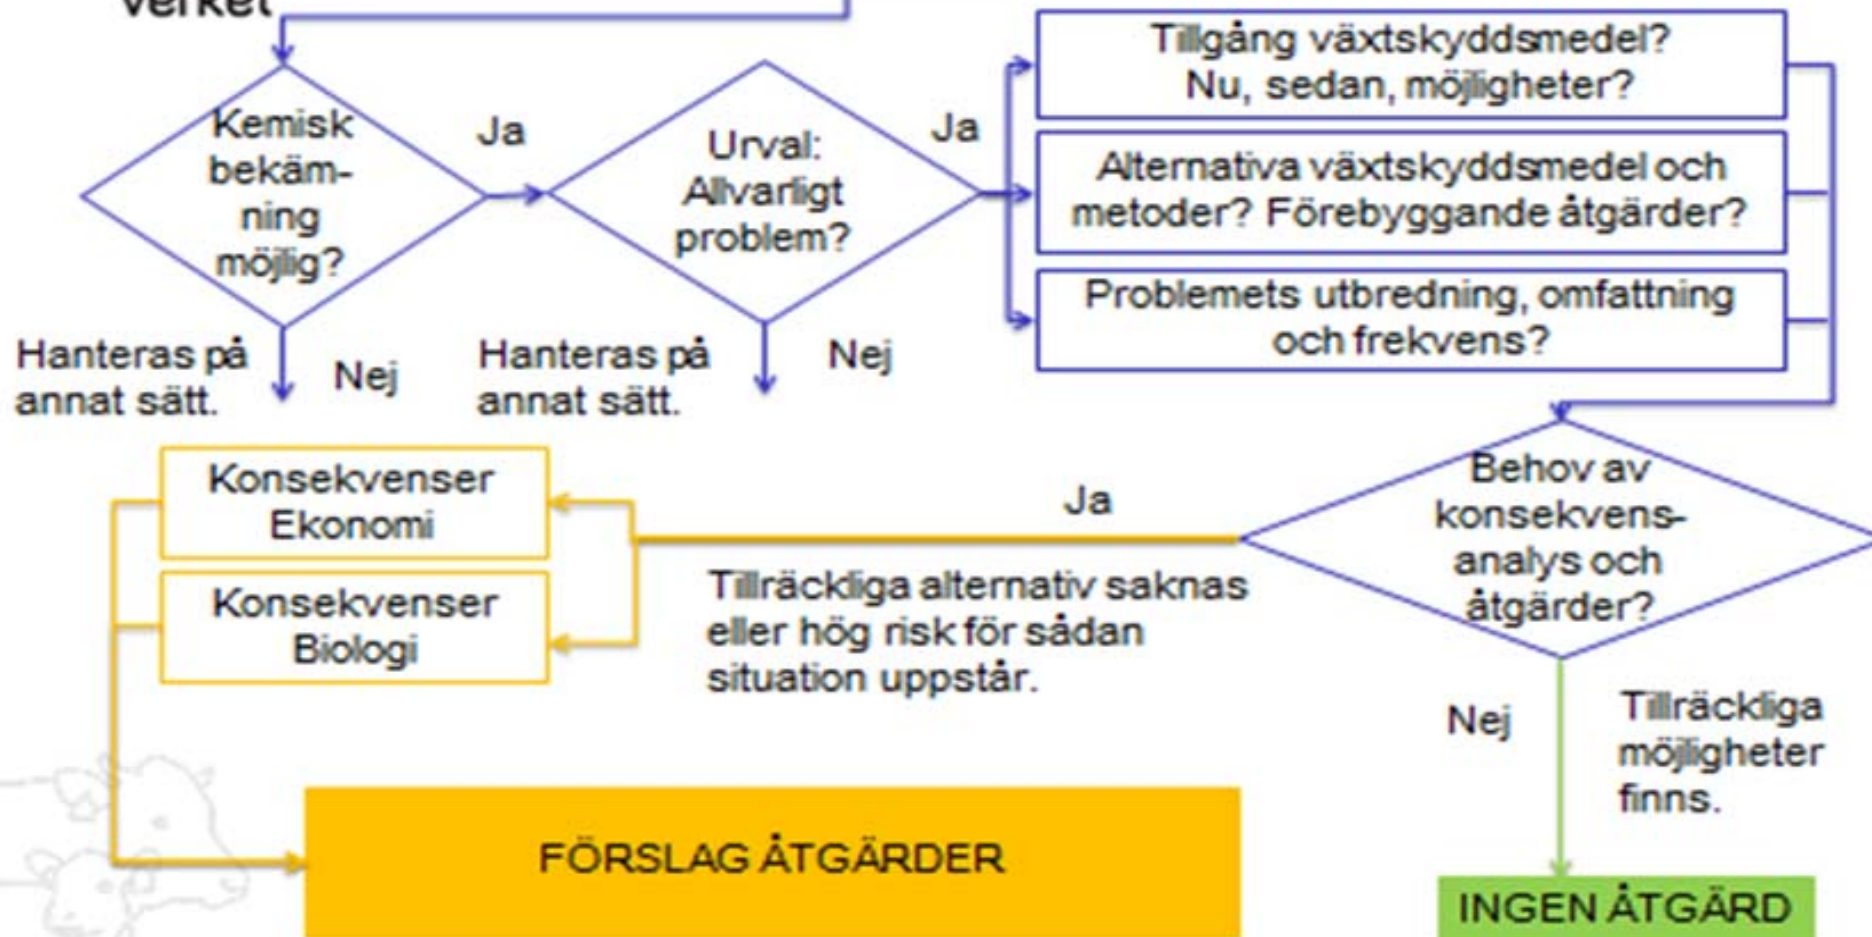 verket
Kemisk
bekäm-
ning
möjlig?
Ja
Urval:
Allvarligt
problem?
Ja
Tillgång växtskyddsmedel?
Nu, sedan, möjligheter?
Alternativa växtskyddsmedel och
metoder? Förebyggande åtgärder?
Problemets utbredning, omfattning
och frekvens?
Hanteras på
annat sätt.
Nej
Hanteras på
annat sätt.
Nej
Behov av
konsekvens-
analys och
åtgärder?
Ja
Tillräckliga alternativ saknas
eller hög risk för sådan
situation uppstår.
Konsekvenser
Ekonomi
Konsekvenser
Biologi
Nej
Tillräckliga
möjligheter
finns.
FÖRSLAG ÅTGÄRDER
INGEN ÅTGÄRD